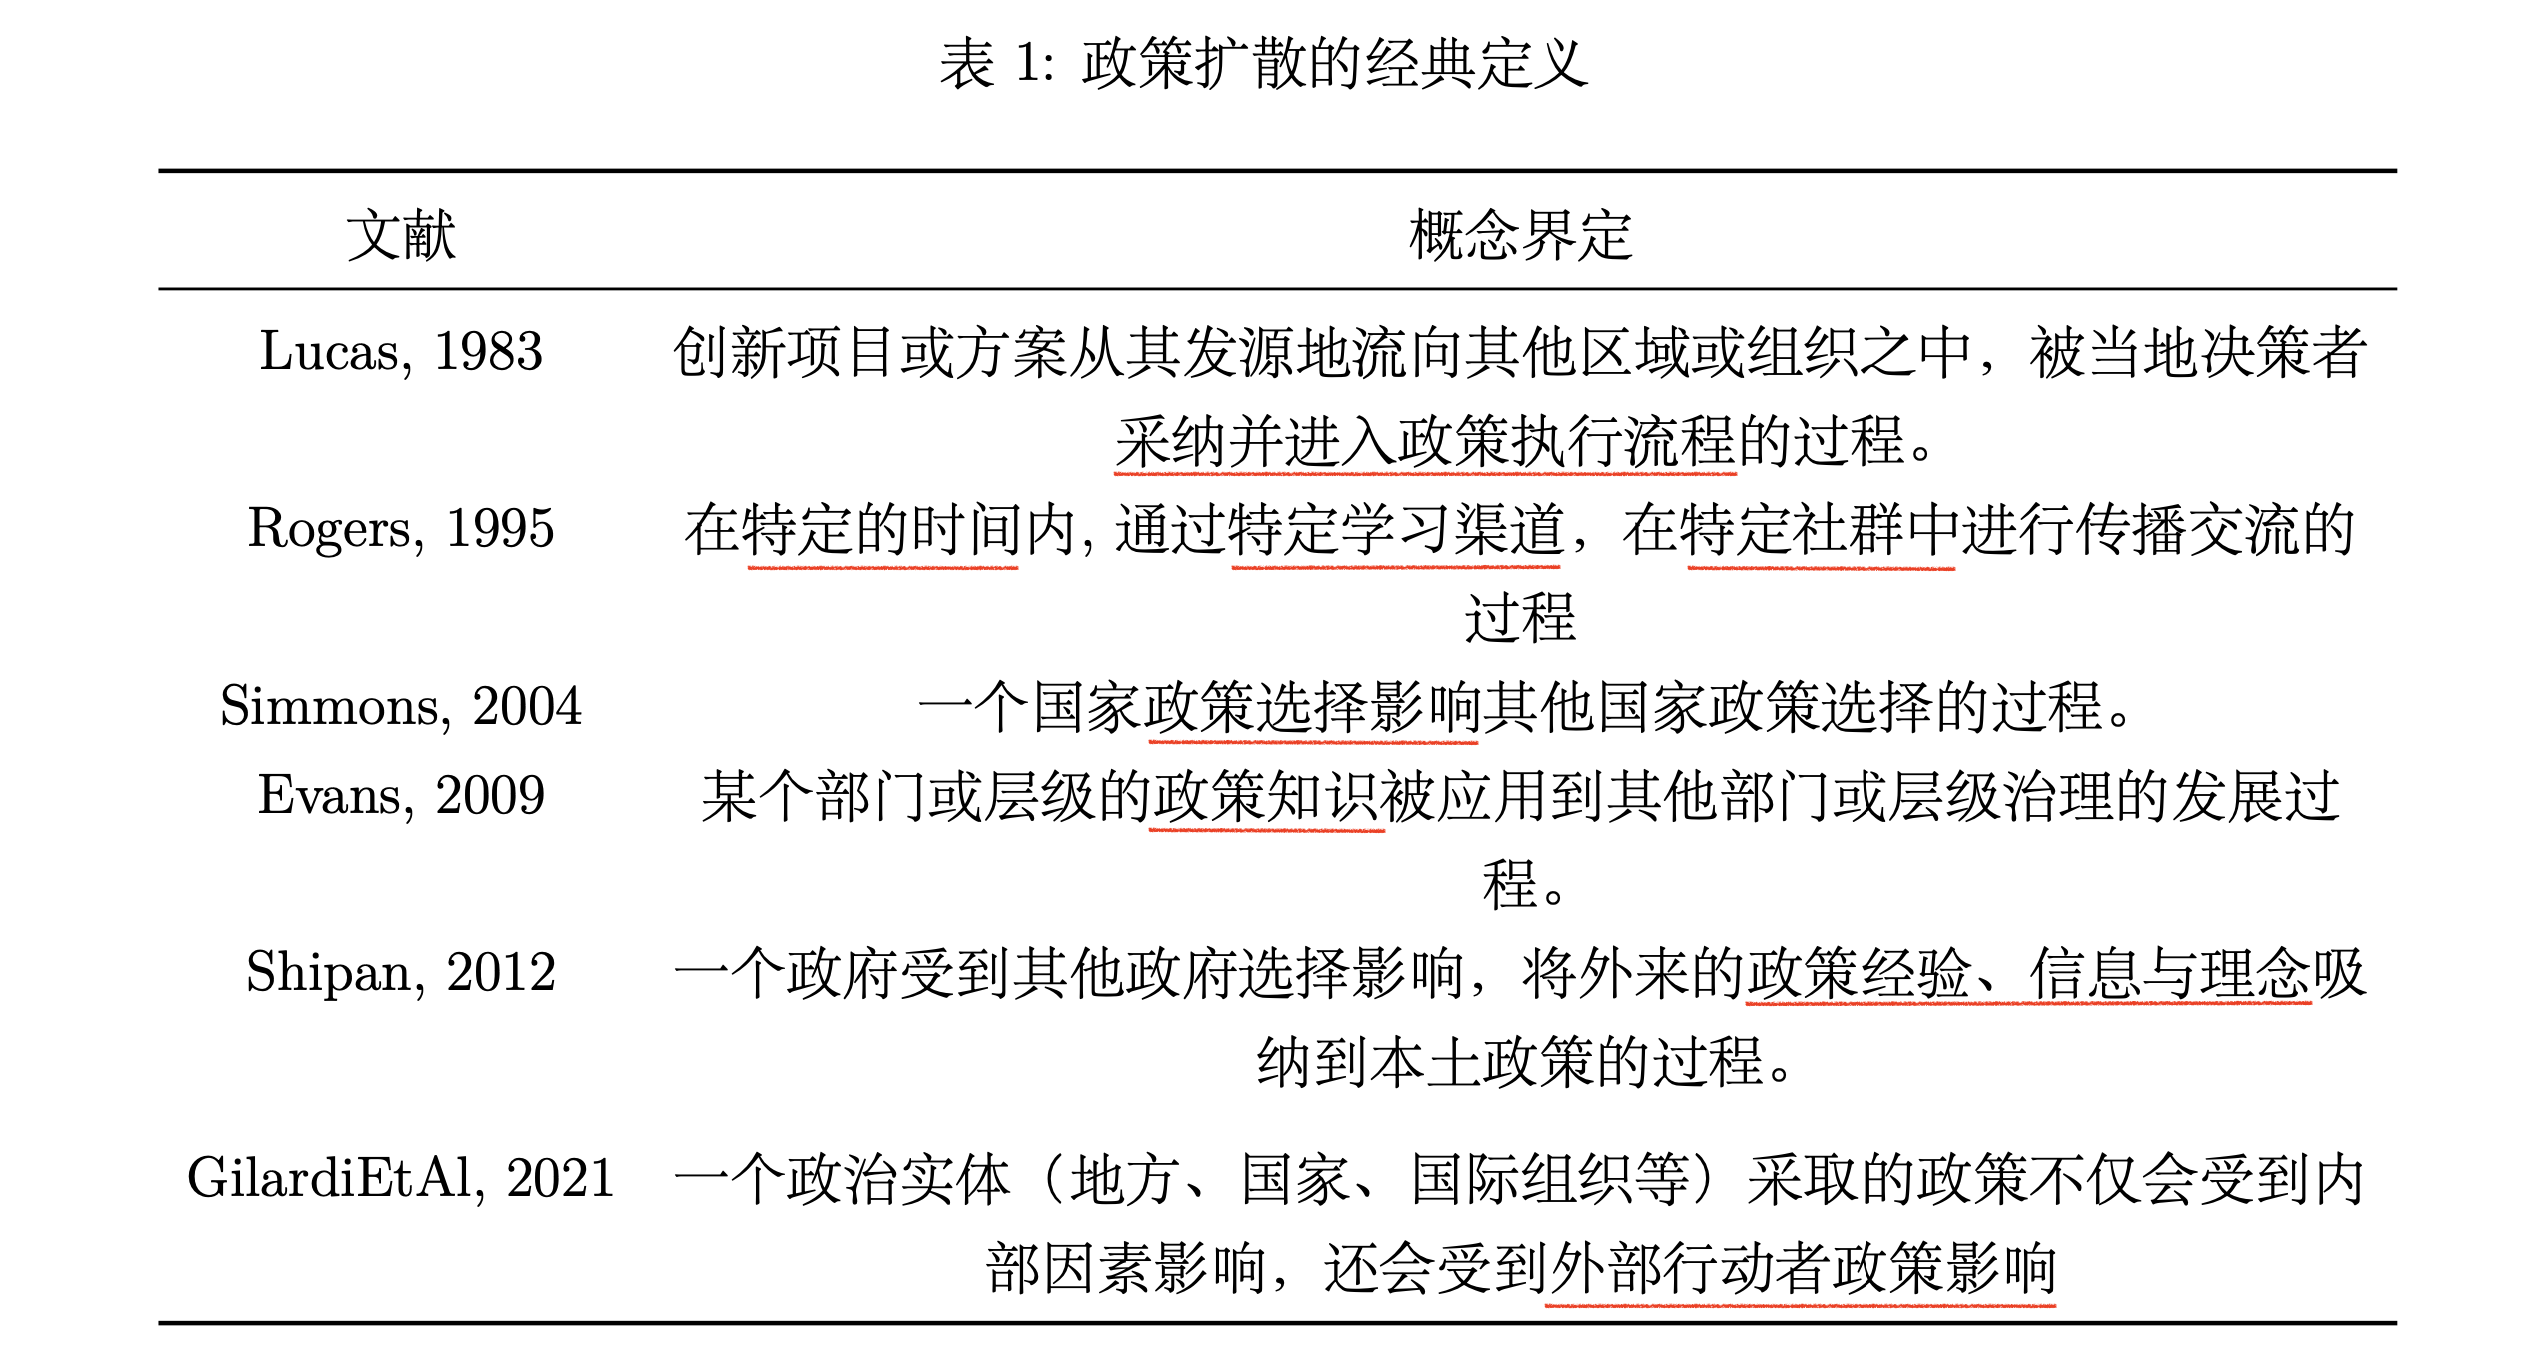 表 1: 政策扩散的经典定义
文献 概念界定
Lucas, 1983 创新项目或方案从其发源地流向其他区域或组织之中，被当地决策者
采纳并进入政策执行流程的过程。
Rogers, 1995 在特定的时间内, 通过特定学习渠道，在特定社群中进行传播交流的
过程
Simmons, 2004 一个国家政策选择影响其他国家政策选择的过程。
Evans, 2009 某个部门或层级的政策知识被应用到其他部门或层级治理的发展过
程。
Shipan, 2012 一个政府受到其他政府选择影响，将外来的政策经验、信息与理念吸
纳到本土政策的过程。
GilardiEtAl, 2021 一个政治实体（地方、国家、国际组织等）采取的政策不仅会受到内
部因素影响，还会受到外部行动者政策影响